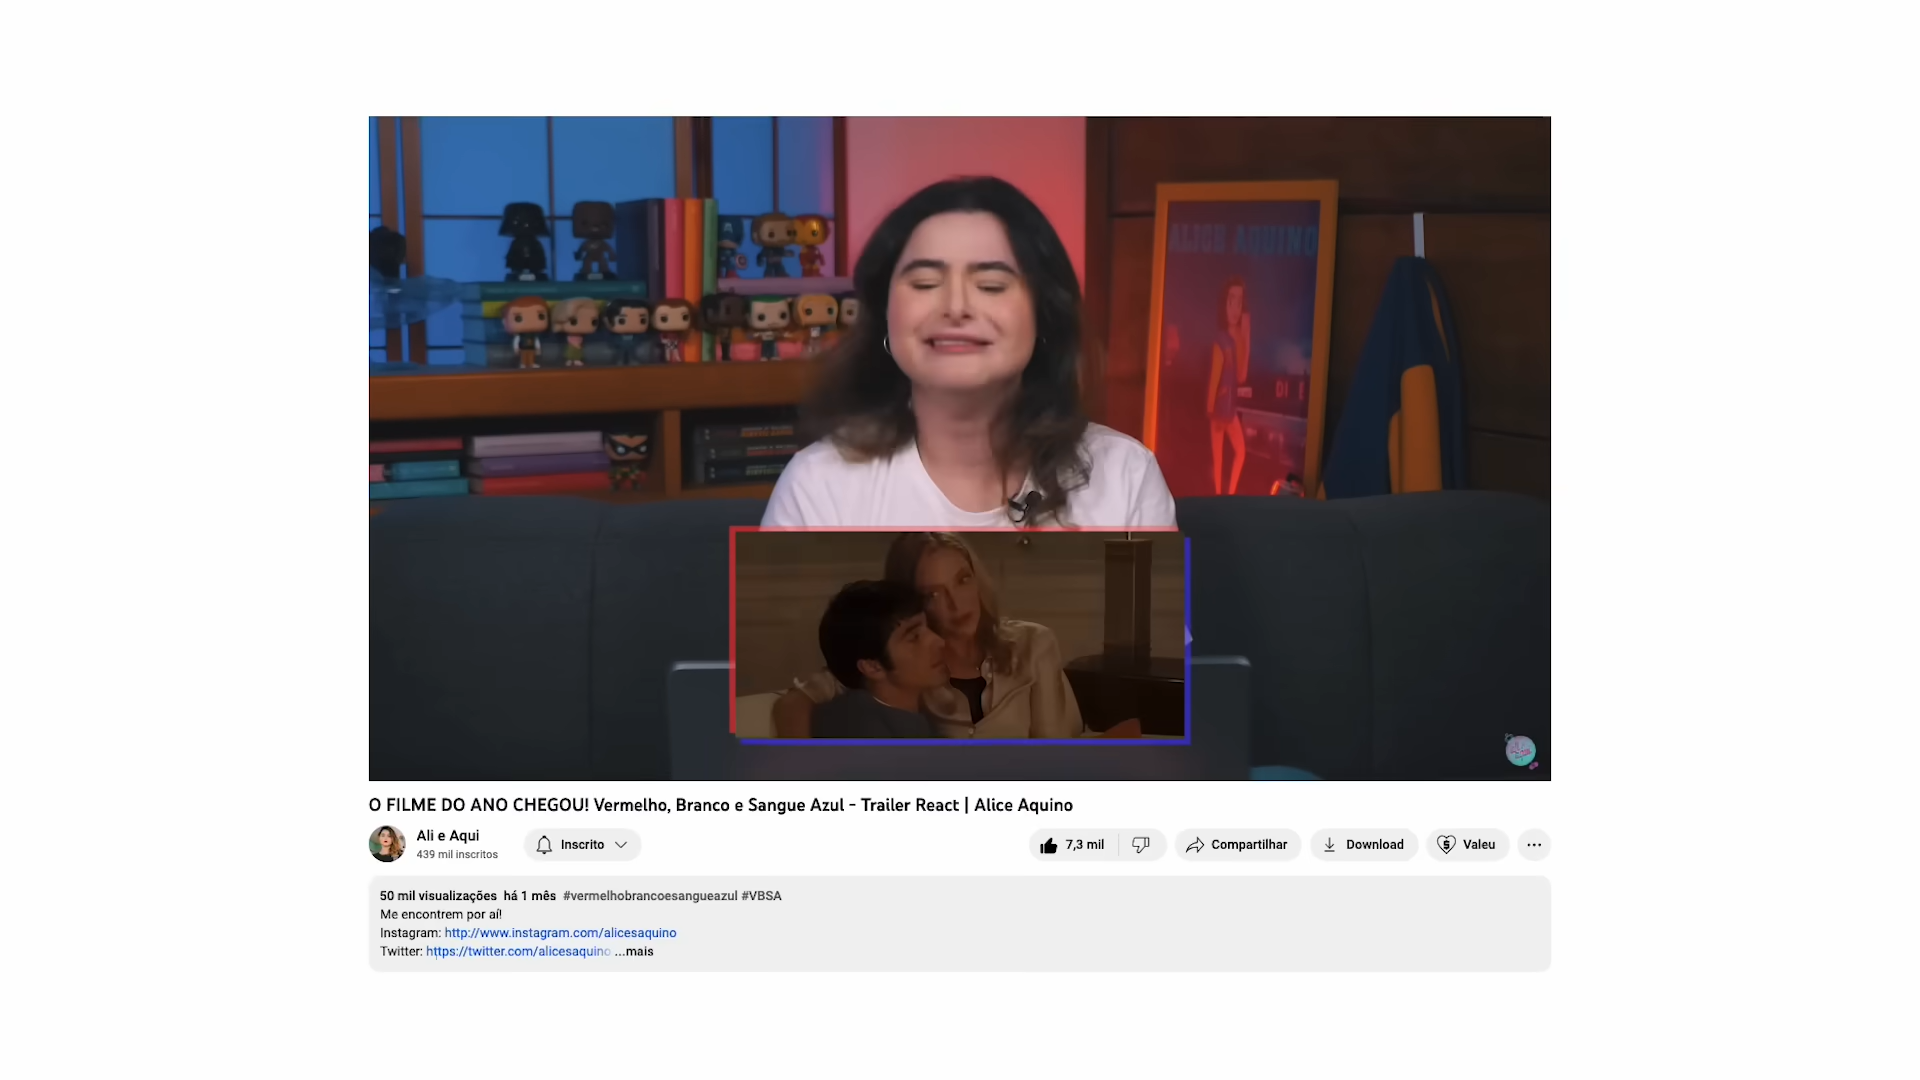 ALICE AQUINO
O FILME DO ANO CHEGOU! Vermelho, Branco e Sangue Azul - Trailer React | Alice Aquino
Ali e Aqui
439 mil inscritos
Inscrito
7,3 mil
Compartilhar
Download
Valeu
50 mil visualizações há 1 mês #vermelhobrancoesangueazul #VBSA
Me encontrem por aí!
Instagram: http://www.instagram.com/alicesaquino
Twitter: https://twitter.com/alicesaquino ...mais